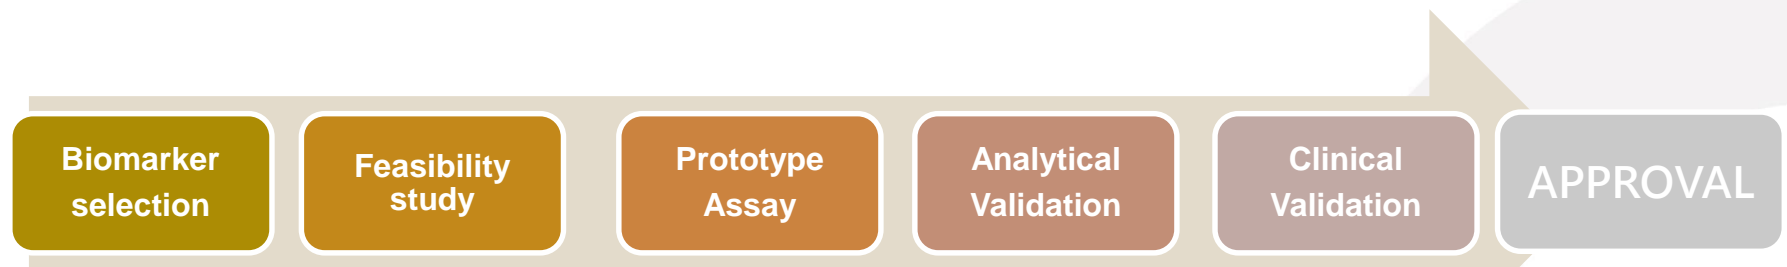 Biomarker
selection
Feasibility
study
Prototype
Assay
Analytical
Validation
Clinical
Validation
APPROVAL